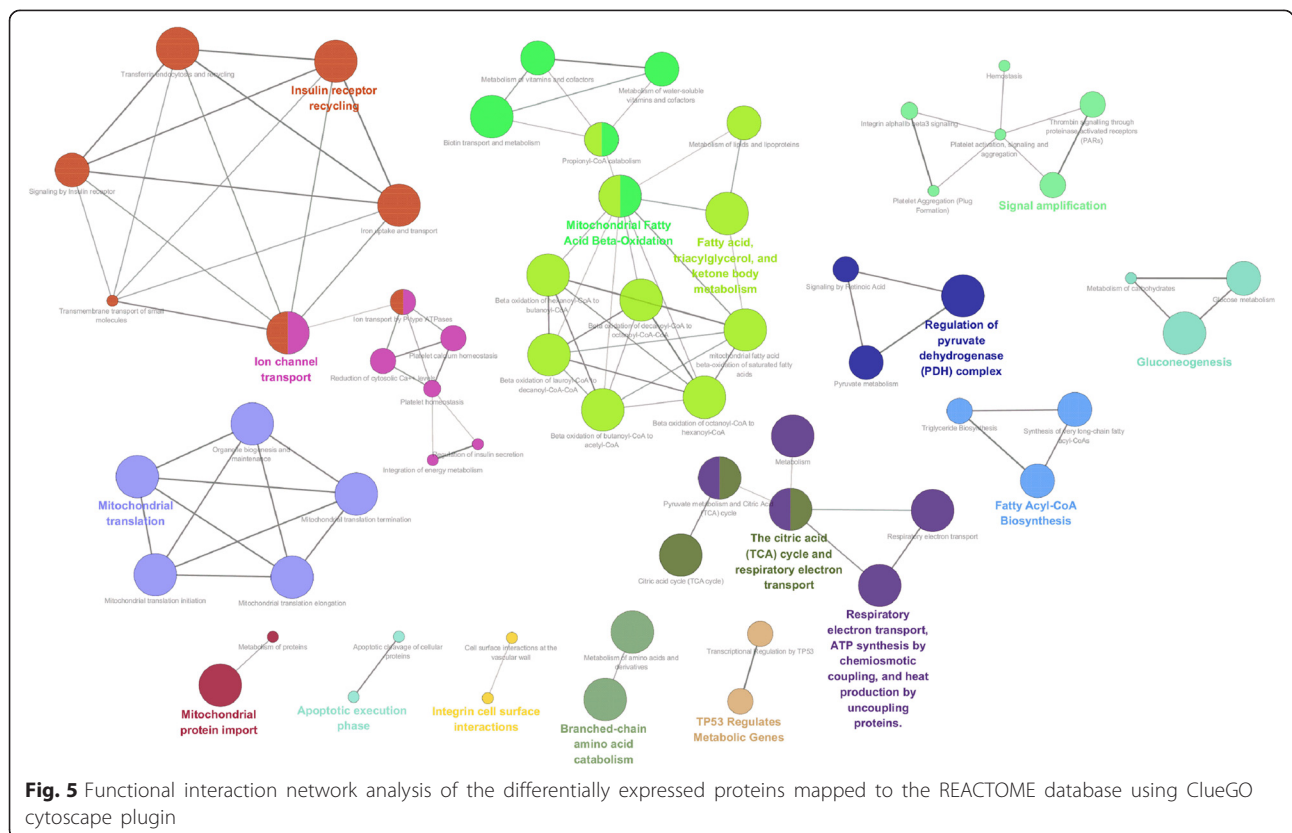 Transferrin endocytosis and recycling
Insulin receptor
recycling
Signaling by Insulin receptor
Iron uptake and transport
Transmembrane transport of small
molecules
Ion channel
transport
Ion transport by P-type ATPases
Platelet calcium homeostasis
Reduction of cytosolic Ca++ levels
Platelet homeostasis
Regulation of insulin secretion
Integration of energy metabolism
Metabolism of vitamins and cofactors
Metabolism of water-soluble
vitamins and cofactors
Biotin transport and metabolism
Propionyl-CoA catabolism
Metabolism of lipids and lipoproteins
Mitochondrial Fatty
Acid Beta-Oxidation
Fatty acid,
triacylglycerol, and
ketone body
metabolism
Beta oxidation of hexanoyl-CoA to
butanoyl-CoA
Beta oxidation of decanoyl-CoA to
octanoyl-CoA-CoA
mitochondrial fatty acid
beta-oxidation of saturated fatty
acids
Beta oxidation of lauroyl-CoA to
decanoyl-CoA-CoA
Beta oxidation of butanoyl-CoA to
acetyl-CoA
Beta oxidation of octanoyl-CoA to
hexanoyl-CoA
Hemostasis
Integrin alphaIIb beta3 signaling
Thrombin signalling through
proteinase activated receptors
(PARs)
Platelet activation, signaling and
aggregation
Platelet Aggregation (Plug
Formation)
Signal amplification
Signaling by Retinoic Acid
Regulation of
pyruvate
dehydrogenase
(PDH) complex
Pyruvate metabolism
Metabolism of carbohydrates
Glucose metabolism
Gluconeogenesis
Triglyceride Biosynthesis
Synthesis of very long-chain fatty
acyl-CoAs
Fatty Acyl-CoA
Biosynthesis
Organelle biogenesis and
maintenance
Mitochondrial
translation
Mitochondrial translation termination
Mitochondrial translation initiation
Mitochondrial translation elongation
Metabolism
Pyruvate metabolism and Citric Acid
(TCA) cycle
The citric acid
(TCA) cycle and
respiratory electron
transport
Respiratory electron transport
Citric acid cycle (TCA cycle)
Respiratory
electron transport,
ATP synthesis by
chemiosmotic
coupling, and heat
production by
uncoupling
proteins.
Metabolism of proteins
Mitochondrial
protein import
Apoptotic cleavage of cellular
proteins
Apoptotic execution
phase
Cell surface interactions at the
vascular wall
Integrin cell surface
interactions
Metabolism of amino acids and
derivatives
Branched-chain
amino acid
catabolism
Transcriptional Regulation by TP53
TP53 Regulates
Metabolic Genes
Fig. 5 Functional interaction network analysis of the differentially expressed proteins mapped to the REACTOME database using ClueGO
cytoscape plugin